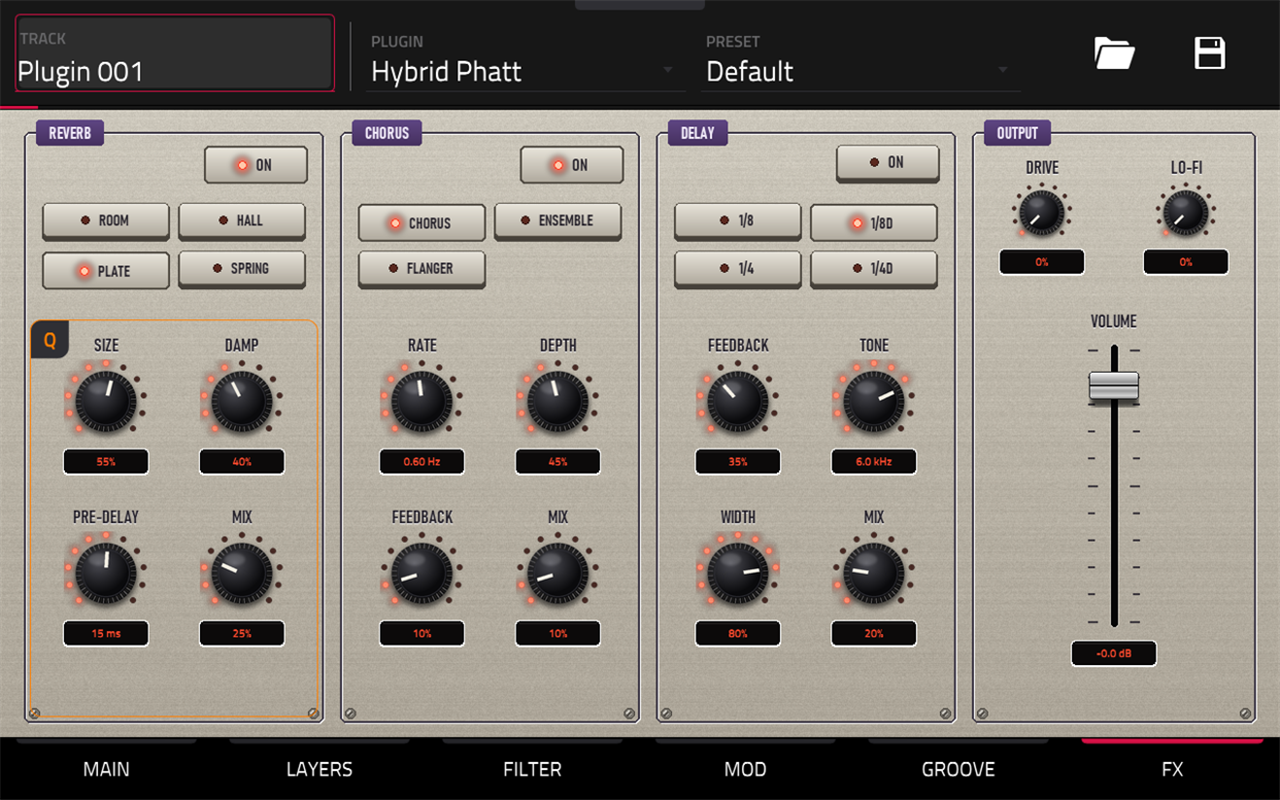 TRACK
Plugin 001
PLUGIN
Hybrid Phatt
PRESET
Default
REVERB
ON
ROOM
HALL
PLATE
SPRING
Q
SIZE
DAMP
55%
40%
PRE-DELAY
MIX
15 ms
25%
CHORUS
ON
CHORUS
ENSEMBLE
FLANGER
RATE
DEPTH
0.60 Hz
45%
FEEDBACK
MIX
10%
10%
DELAY
ON
1/8
1/8D
1/4
1/4D
FEEDBACK
TONE
35%
6.0 kHz
WIDTH
MIX
80%
20%
OUTPUT
DRIVE
LO-FI
0%
0%
VOLUME
-0.0 dB
MAIN
LAYERS
FILTER
MOD
GROOVE
FX